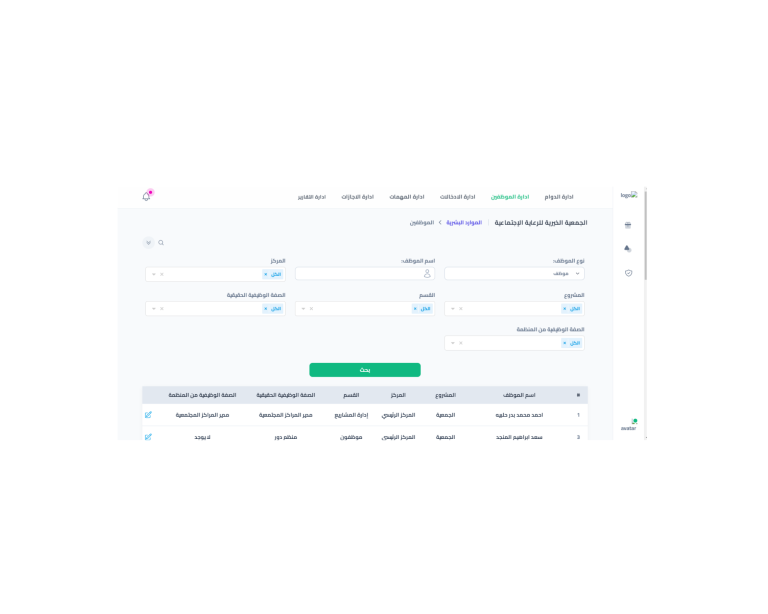 logo
ادارة الدوام ادارة الموظفين ادارة الادخالات ادارة المهمات ادارة الاجازات ادارة التقارير
الجمعية الخيرية للرعاية الإجتماعية الموارد البشرية > الموظفين
نوع الموظف: اسم الموظف: المركز
موظف الكل ×
المشروع القسم الصفة الوظيفية الحقيقية
الكل × الكل × الكل ×
الصفة الوظيفية من المنظمة
الكل ×
بحث
# اسم الموظف المشروع المركز القسم الصفة الوظيفية الحقيقية الصفة الوظيفية من المنظمة
1 احمد محمد بدر حليبه الجمعية المركز الرئيسي إدارة المشاريع مدير المراكز المجتمعية مدير المراكز المجتمعية
3 سعد ابراهيم المنجد الجمعية المركز الرئيسي موظفون منظم دور لايوجد
avatar